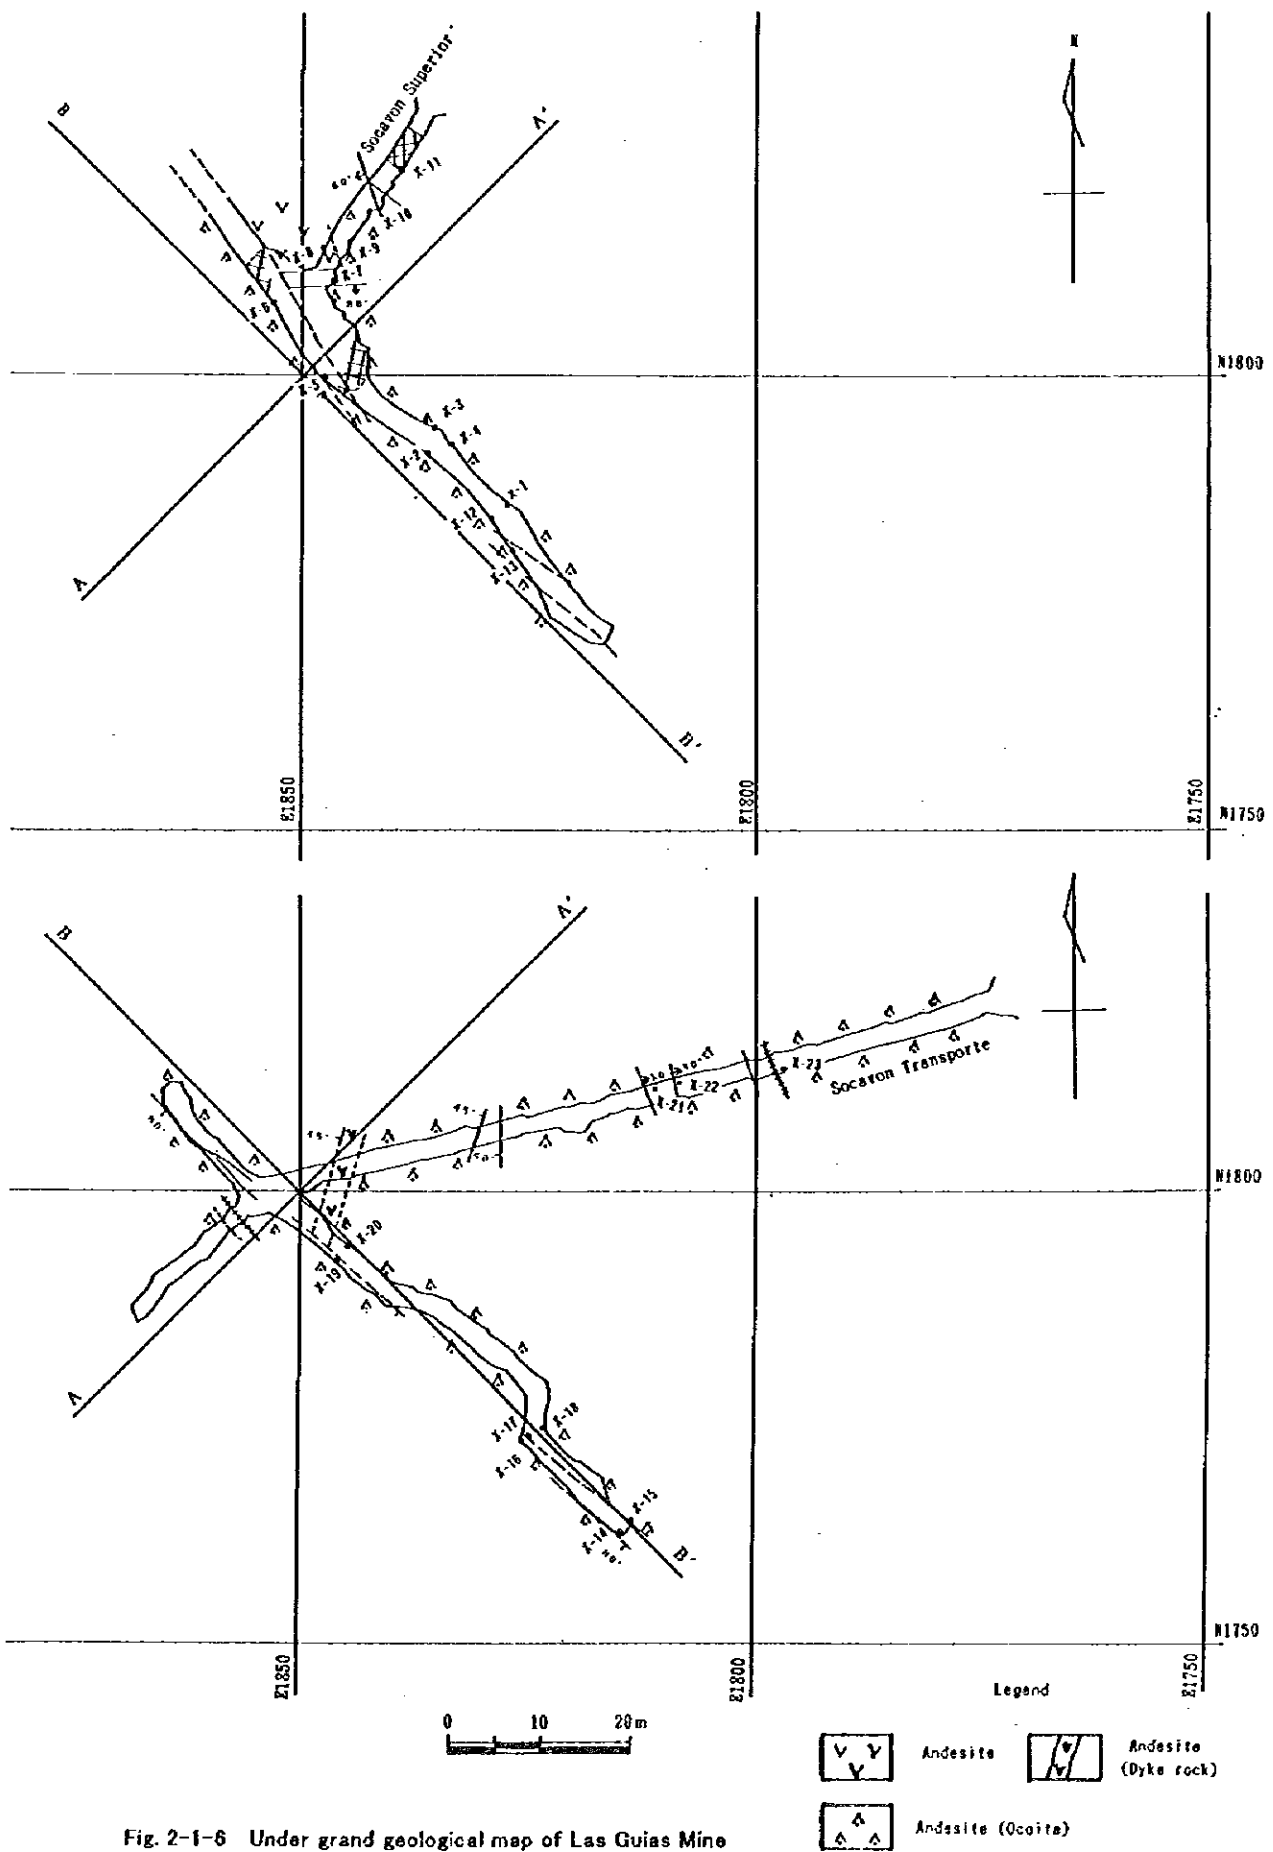 N
B
Socavon Superior
A'
X-11
X-10
X-9
X-8
X-7
X-6
N1800
X-5
X-3
X-4
X-2
X-1
X-12
X-13
A
B'
E1850
E1800
E1750
N1750
B
A'
X-23
X-22
X-21
Socavon Transporte
N1800
X-20
X-19
A
X-18
X-17
X-16
X-15
X-14
B'
N1750
E1850
E1800
E1750
Legend
0 10 20m
Andesite
Andesite
(Dyke rock)
Andesite (Ocoite)
Fig. 2-1-6 Under grand geological map of Las Guias Mine